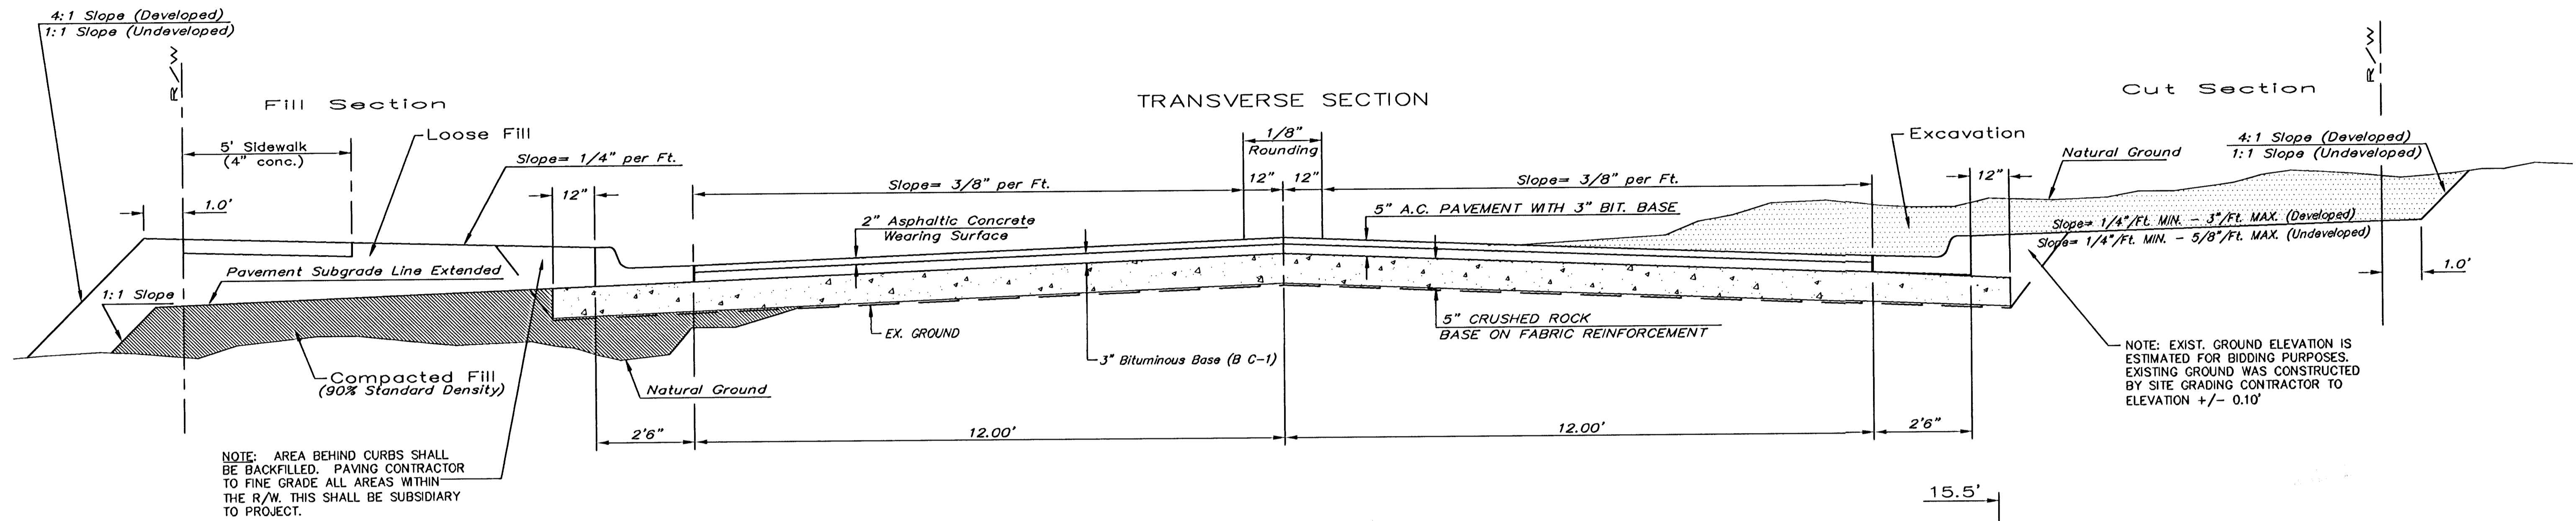 4:1 Slope (Developed)
1:1 Slope (Undeveloped)
R/W
Fill Section
Loose Fill
5' Sidewalk
(4" conc.)
Slope= 1/4" per Ft.
1.0'
12"
Pavement Subgrade Line Extended
1:1 Slope
Compacted Fill
(90% Standard Density)
Natural Ground
NOTE: AREA BEHIND CURBS SHALL
BE BACKFILLED. PAVING CONTRACTOR
TO FINE GRADE ALL AREAS WITHIN
THE R/W. THIS SHALL BE SUBSIDIARY
TO PROJECT.
TRANSVERSE SECTION
1/8"
Rounding
12"
12"
Slope= 3/8" per Ft.
Slope= 3/8" per Ft.
2" Asphaltic Concrete
Wearing Surface
5" A.C. PAVEMENT WITH 3" BIT. BASE
EX. GROUND
3" Bituminous Base (B C-1)
5" CRUSHED ROCK
BASE ON FABRIC REINFORCEMENT
2'6"
12.00'
12.00'
2'6"
Cut Section
R/W
Excavation
Natural Ground
4:1 Slope (Developed)
1:1 Slope (Undeveloped)
12"
Slope= 1/4"/Ft. MIN. - 3"/Ft. MAX. (Developed)
Slope= 1/4"/Ft. MIN. - 5/8"/Ft. MAX. (Undeveloped)
1.0'
NOTE: EXIST. GROUND ELEVATION IS
ESTIMATED FOR BIDDING PURPOSES.
EXISTING GROUND WAS CONSTRUCTED
BY SITE GRADING CONTRACTOR TO
ELEVATION +/- 0.10'
15.5'